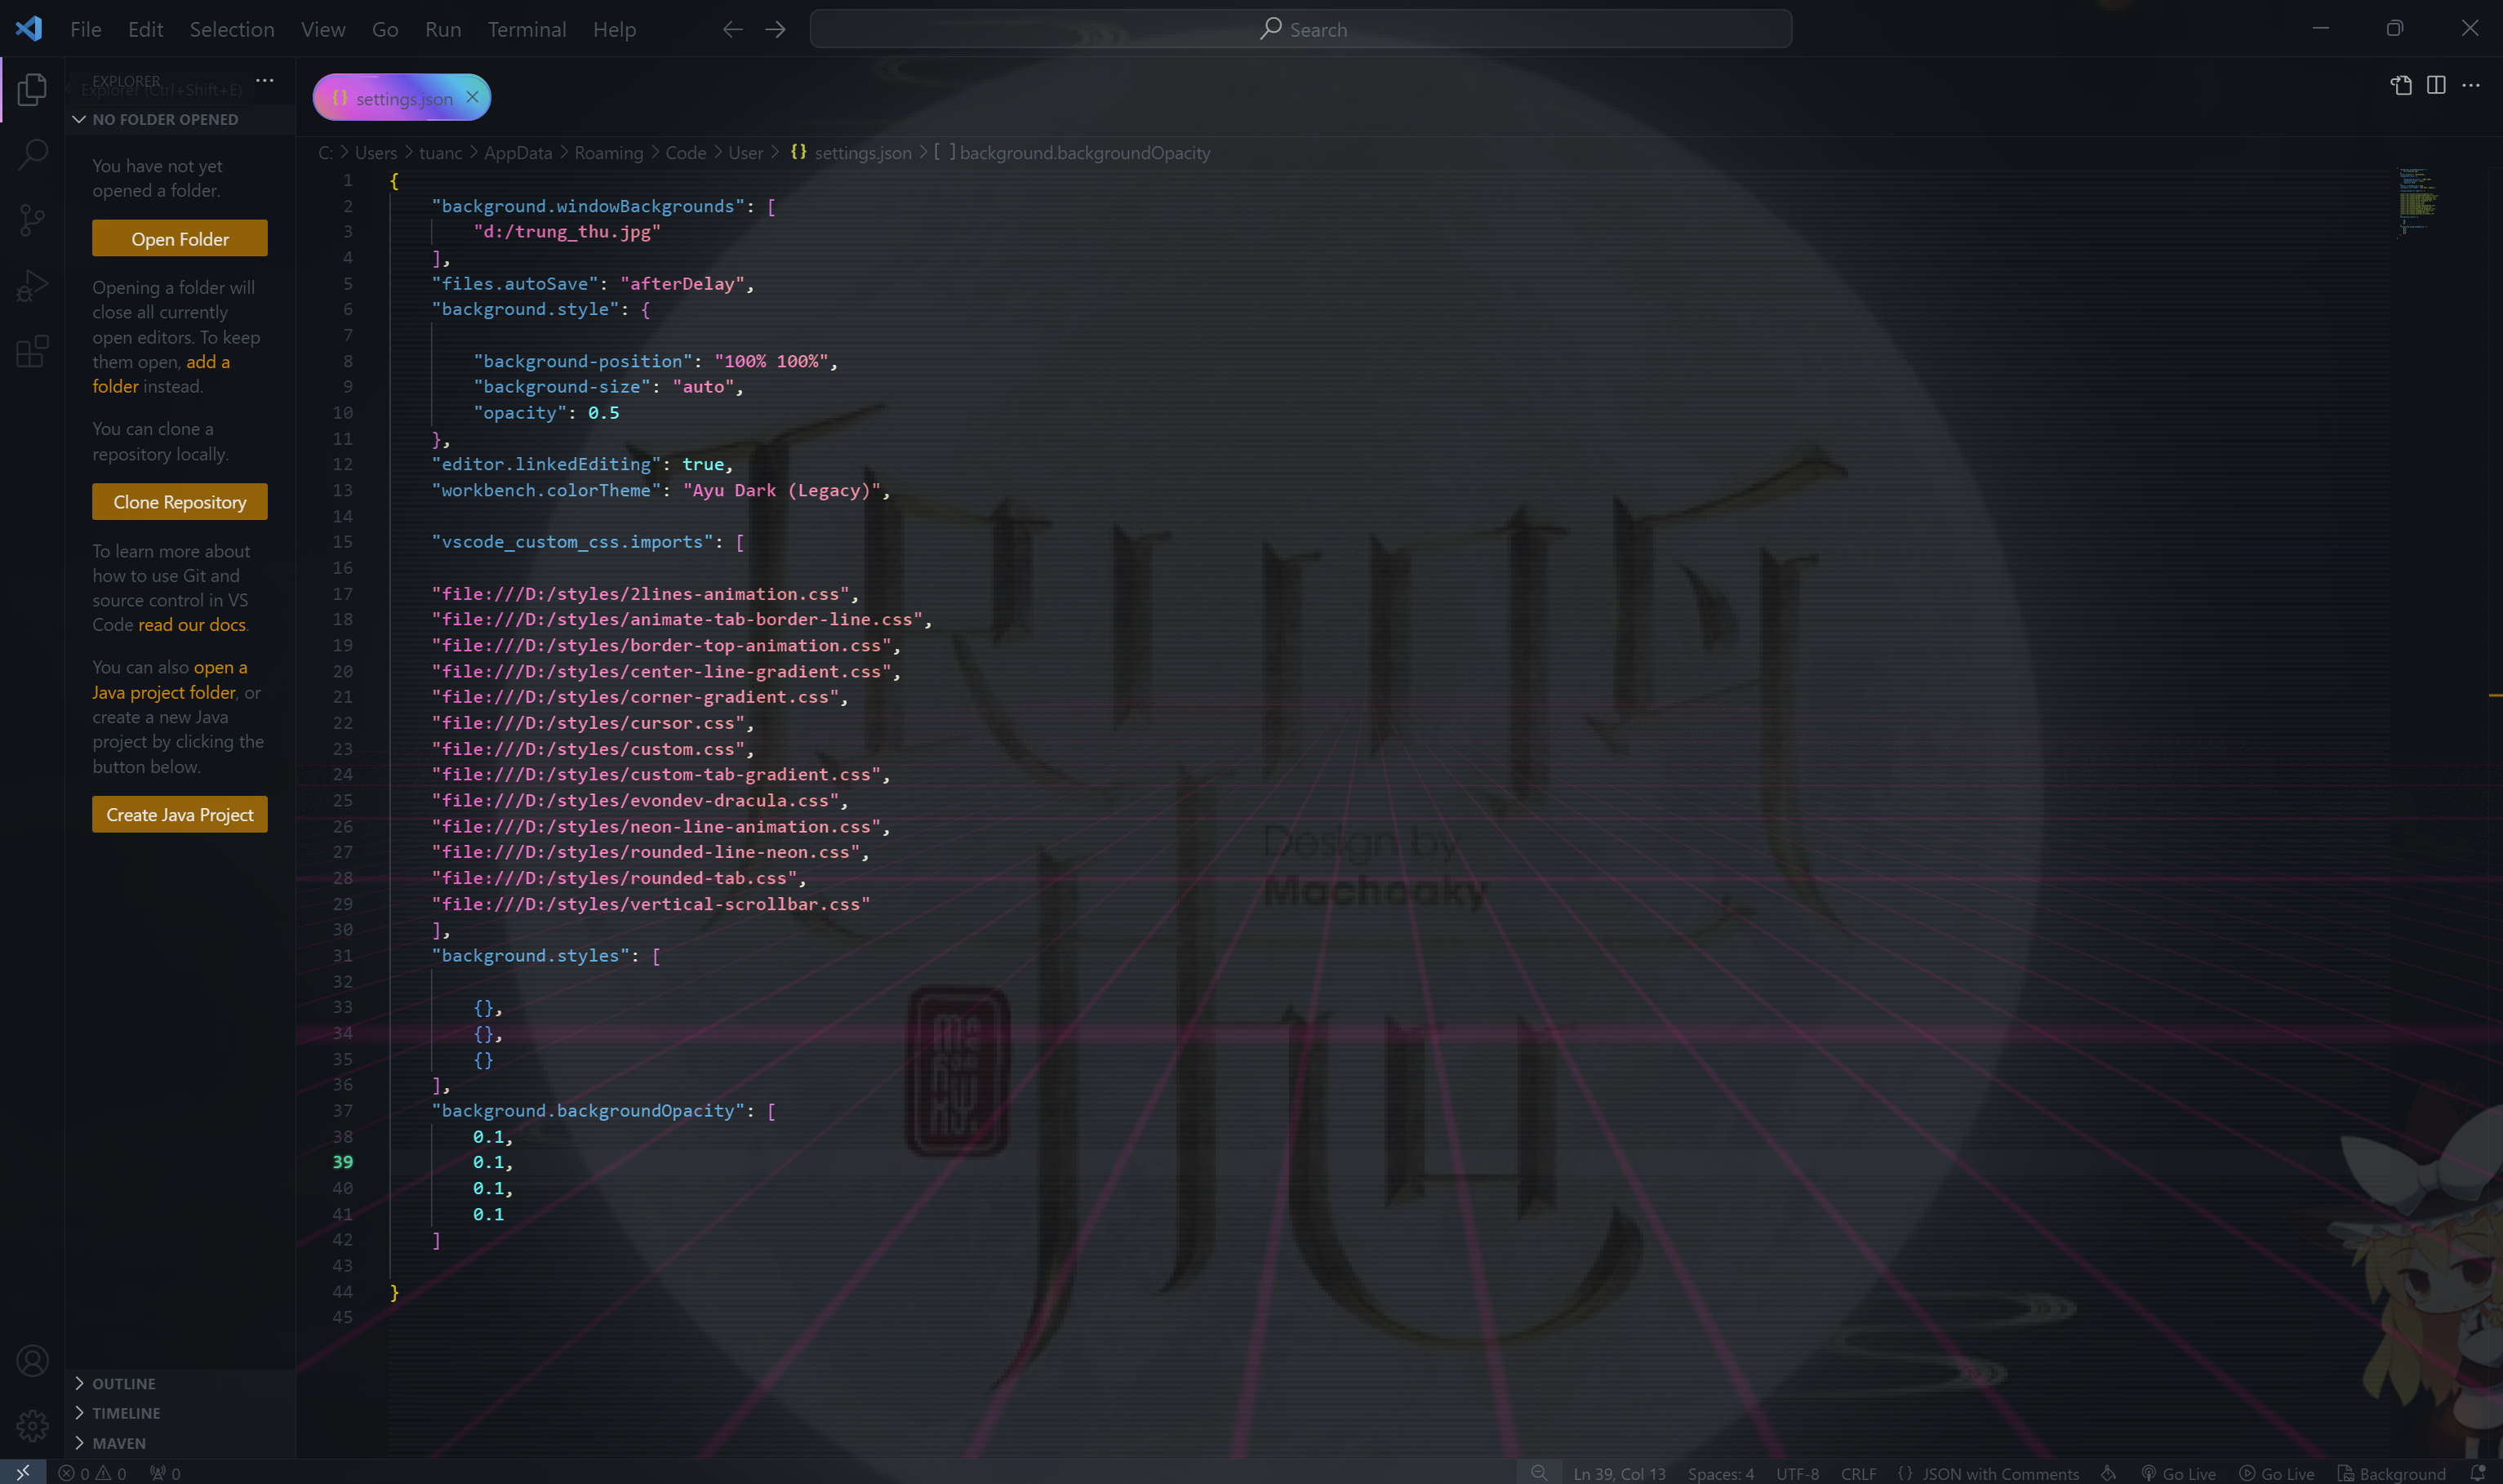 File Edit Selection View Go Run Terminal Help
Search
EXPLORER
Explorer (Ctrl+Shift+E)
NO FOLDER OPENED
You have not yet
opened a folder.
Open Folder
Opening a folder will
close all currently
open editors. To keep
them open, add a
folder instead.
You can clone a
repository locally.
Clone Repository
To learn more about
how to use Git and
source control in VS
Code read our docs.
You can also open a
Java project folder, or
create a new Java
project by clicking the
button below.
Create Java Project
OUTLINE
TIMELINE
MAVEN
{} settings.json
C: > Users > tuanc > AppData > Roaming > Code > User > {} settings.json > [ ] background.backgroundOpacity
1 {
2 "background.windowBackgrounds": [
3 "d:/trung_thu.jpg"
4 ],
5 "files.autoSave": "afterDelay",
6 "background.style": {
7
8 "background-position": "100% 100%",
9 "background-size": "auto",
10 "opacity": 0.5
11 },
12 "editor.linkedEditing": true,
13 "workbench.colorTheme": "Ayu Dark (Legacy)",
14
15 "vscode_custom_css.imports": [
16
17 "file:///D:/styles/2lines-animation.css",
18 "file:///D:/styles/animate-tab-border-line.css",
19 "file:///D:/styles/border-top-animation.css",
20 "file:///D:/styles/center-line-gradient.css",
21 "file:///D:/styles/corner-gradient.css",
22 "file:///D:/styles/cursor.css",
23 "file:///D:/styles/custom.css",
24 "file:///D:/styles/custom-tab-gradient.css",
25 "file:///D:/styles/evondev-dracula.css",
26 "file:///D:/styles/neon-line-animation.css",
27 "file:///D:/styles/rounded-line-neon.css",
28 "file:///D:/styles/rounded-tab.css",
29 "file:///D:/styles/vertical-scrollbar.css"
30 ],
31 "background.styles": [
32
33 {},
34 {},
35 {}
36 ],
37 "background.backgroundOpacity": [
38 0.1,
39 0.1,
40 0.1,
41 0.1
42 ]
43
44 }
45
Trung
Thu
Design by
Machoaky
0 0 0
Ln 39, Col 13 Spaces: 4 UTF-8 CRLF {} JSON with Comments Go Live Go Live Background